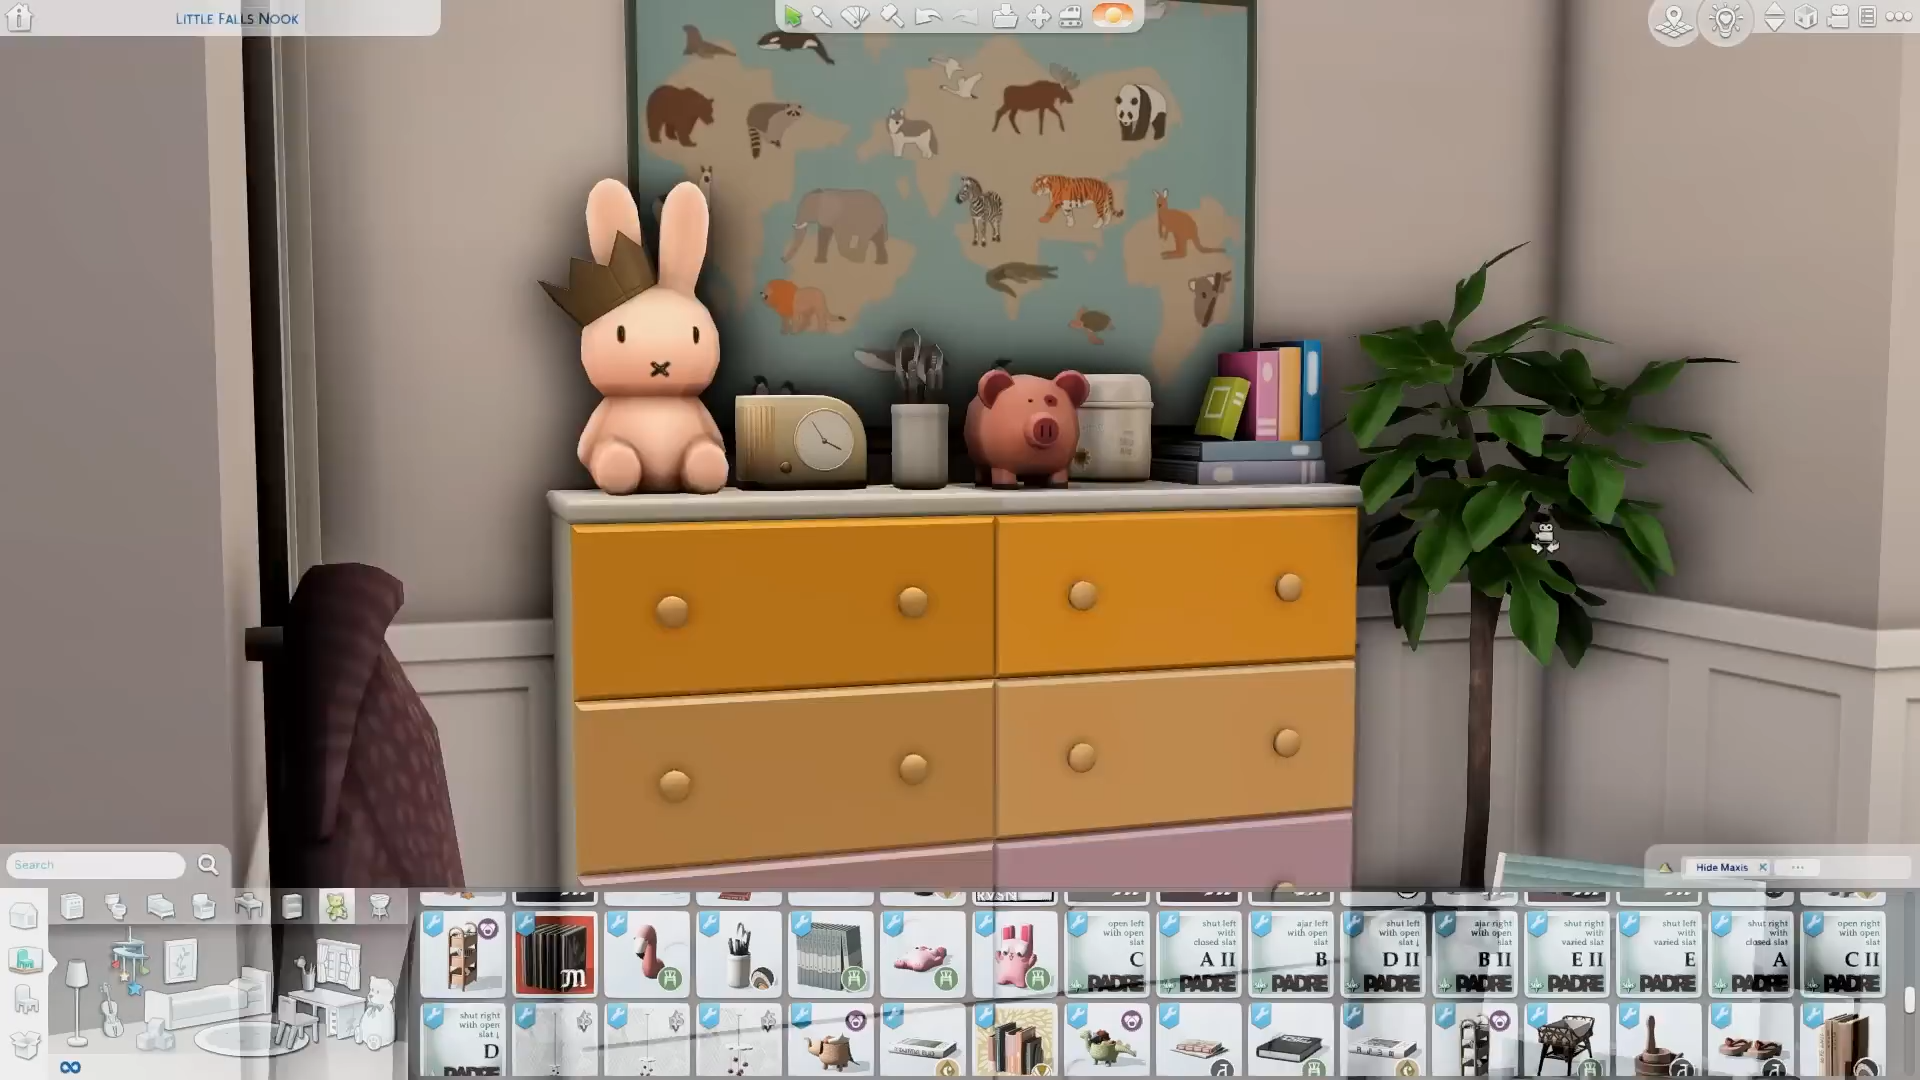 LITTLE FALLS NOOK
Search
Hide Maxis
RVSN
M
open left
with open
slat
C
PADRE
shut left
with
closed slat
A II
PADRE
ajar left
with open
slat
B
PADRE
shut left
with open
slat ↓
D II
PADRE
ajar right
with open
slat
B II
PADRE
shut right
with
varied slat
E II
PADRE
shut left
with
varied slat
E
PADRE
shut right
with
closed slat
A
PADRE
open right
with open
slat
C II
PADRE
shut right
with open
slat ↓
D
PADRE